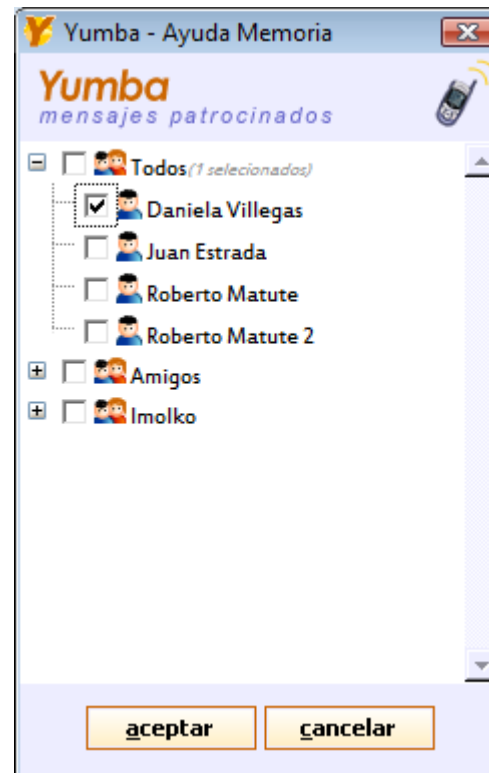 Yumba - Ayuda Memoria
Yumba
mensajes patrocinados
Todos (1 selecionados)
Daniela Villegas
Juan Estrada
Roberto Matute
Roberto Matute 2
Amigos
Imolko
aceptar cancelar